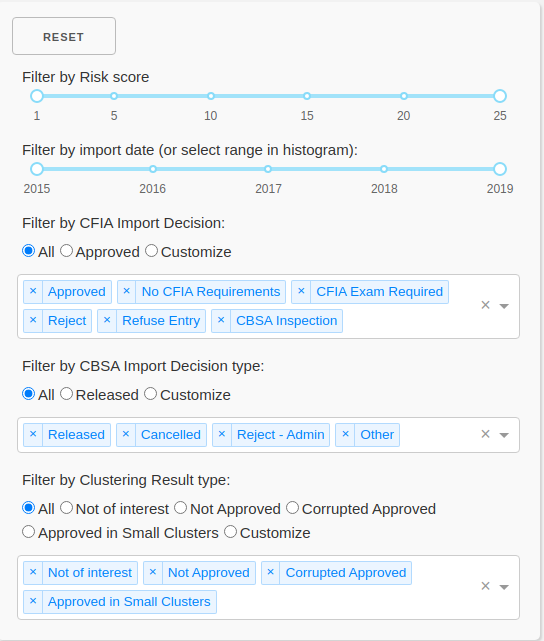 RESET
Filter by Risk score
1 5 10 15 20 25
Filter by import date (or select range in histogram):
2015 2016 2017 2018 2019
Filter by CFIA Import Decision:
All Approved Customize
× Approved × No CFIA Requirements × CFIA Exam Required
× Reject × Refuse Entry × CBSA Inspection
Filter by CBSA Import Decision type:
All Released Customize
× Released × Cancelled × Reject - Admin × Other
Filter by Clustering Result type:
All Not of interest Not Approved Corrupted Approved
Approved in Small Clusters Customize
× Not of interest × Not Approved × Corrupted Approved
× Approved in Small Clusters